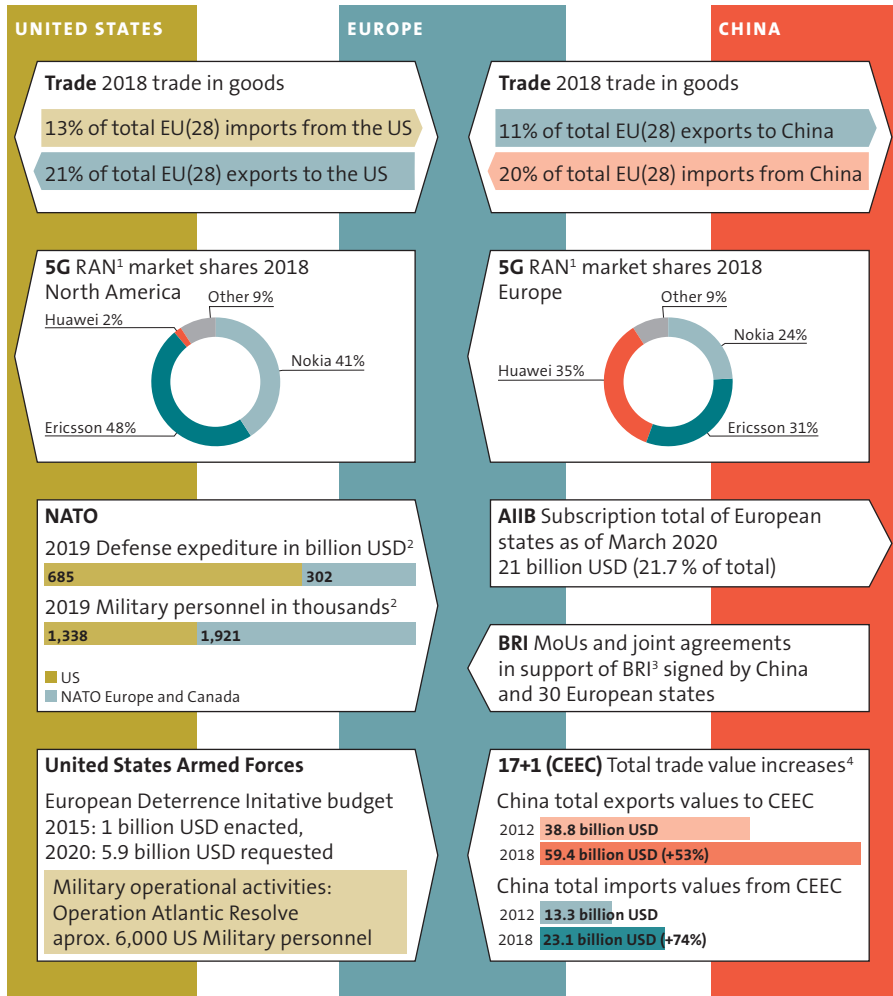 UNITED STATES
EUROPE
CHINA
Trade 2018 trade in goods
13% of total EU(28) imports from the US
21% of total EU(28) exports to the US
Trade 2018 trade in goods
11% of total EU(28) exports to China
20% of total EU(28) imports from China
5G RAN¹ market shares 2018
North America
Other 9%
Huawei 2%
Nokia 41%
Ericsson 48%
5G RAN¹ market shares 2018
Europe
Other 9%
Nokia 24%
Huawei 35%
Ericsson 31%
NATO
2019 Defense expediture in billion USD²
685 302
2019 Military personnel in thousands²
1,338 1,921
US
NATO Europe and Canada
AIIB Subscription total of European
states as of March 2020
21 billion USD (21.7 % of total)
BRI MoUs and joint agreements
in support of BRI³ signed by China
and 30 European states
United States Armed Forces
European Deterrence Initative budget
2015: 1 billion USD enacted,
2020: 5.9 billion USD requested
Military operational activities:
Operation Atlantic Resolve
aprox. 6,000 US Military personnel
17+1 (CEEC) Total trade value increases⁴
China total exports values to CEEC
2012 38.8 billion USD
2018 59.4 billion USD (+53%)
China total imports values from CEEC
2012 13.3 billion USD
2018 23.1 billion USD (+74%)